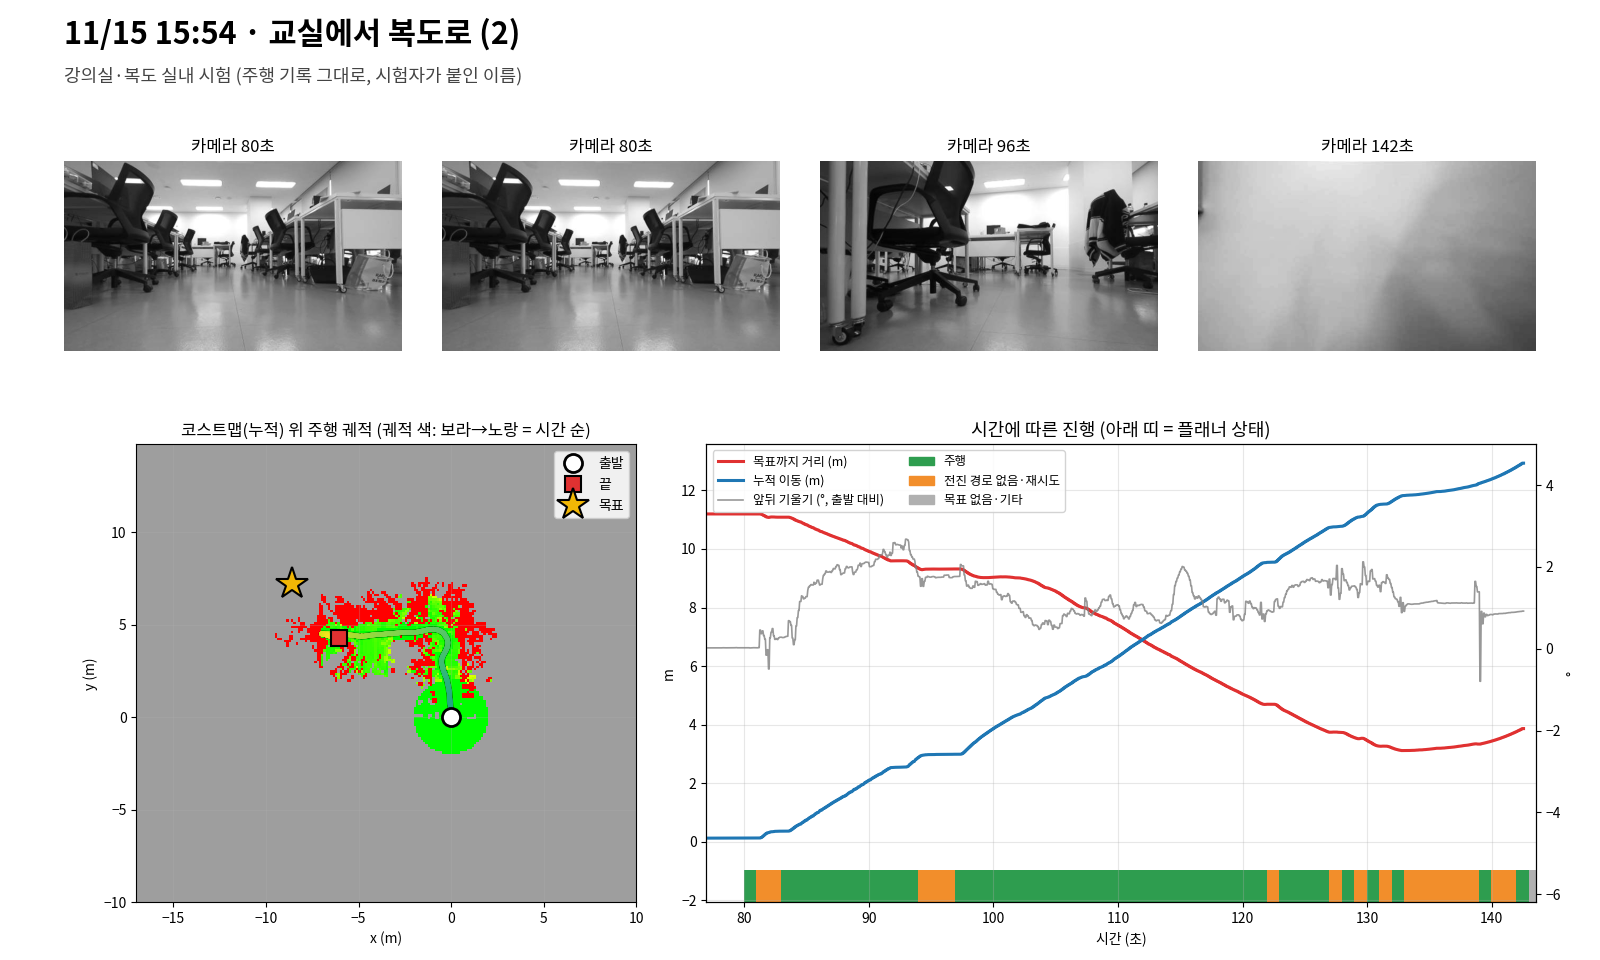 11/15 15:54 · 교실에서 복도로 (2)
강의실·복도 실내 시험 (주행 기록 그대로, 시험자가 붙인 이름)
카메라 80초
카메라 80초
카메라 96초
카메라 142초
코스트맵(누적) 위 주행 궤적 (궤적 색: 보라→노랑 = 시간 순)
출발
끝
목표
10
5
0
−5
−10
y (m)
−15
−10
−5
0
5
10
x (m)
시간에 따른 진행 (아래 띠 = 플래너 상태)
목표까지 거리 (m)
누적 이동 (m)
앞뒤 기울기 (°, 출발 대비)
주행
전진 경로 없음·재시도
목표 없음·기타
12
10
8
6
4
2
0
−2
m
4
2
0
−2
−4
−6
°
80
90
100
110
120
130
140
시간 (초)